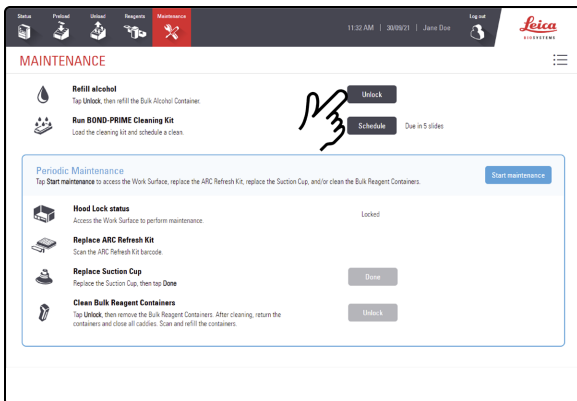 Status Preload Unload Reagents Maintenance
11:32 AM | 30/09/21 | Jane Doe
Log out
Leica
BIOSYSTEMS
MAINTENANCE
Refill alcohol
Tap Unlock, then refill the Bulk Alcohol Container.
Unlock
Run BOND-PRIME Cleaning Kit
Load the cleaning kit and schedule a clean.
Schedule
Due in 5 slides
Periodic Maintenance
Tap Start maintenance to access the Work Surface, replace the ARC Refresh Kit, replace the Suction Cup, and/or clean the Bulk Reagent Containers.
Start maintenance
Hood Lock status
Access the Work Surface to perform maintenance.
Locked
Replace ARC Refresh Kit
Scan the ARC Refresh Kit barcode.
Replace Suction Cup
Replace the Suction Cup, then tap Done
Done
Clean Bulk Reagent Containers
Tap Unlock, then remove the Bulk Reagent Containers. After cleaning, return the
containers and close all caddies. Scan and refill the containers.
Unlock